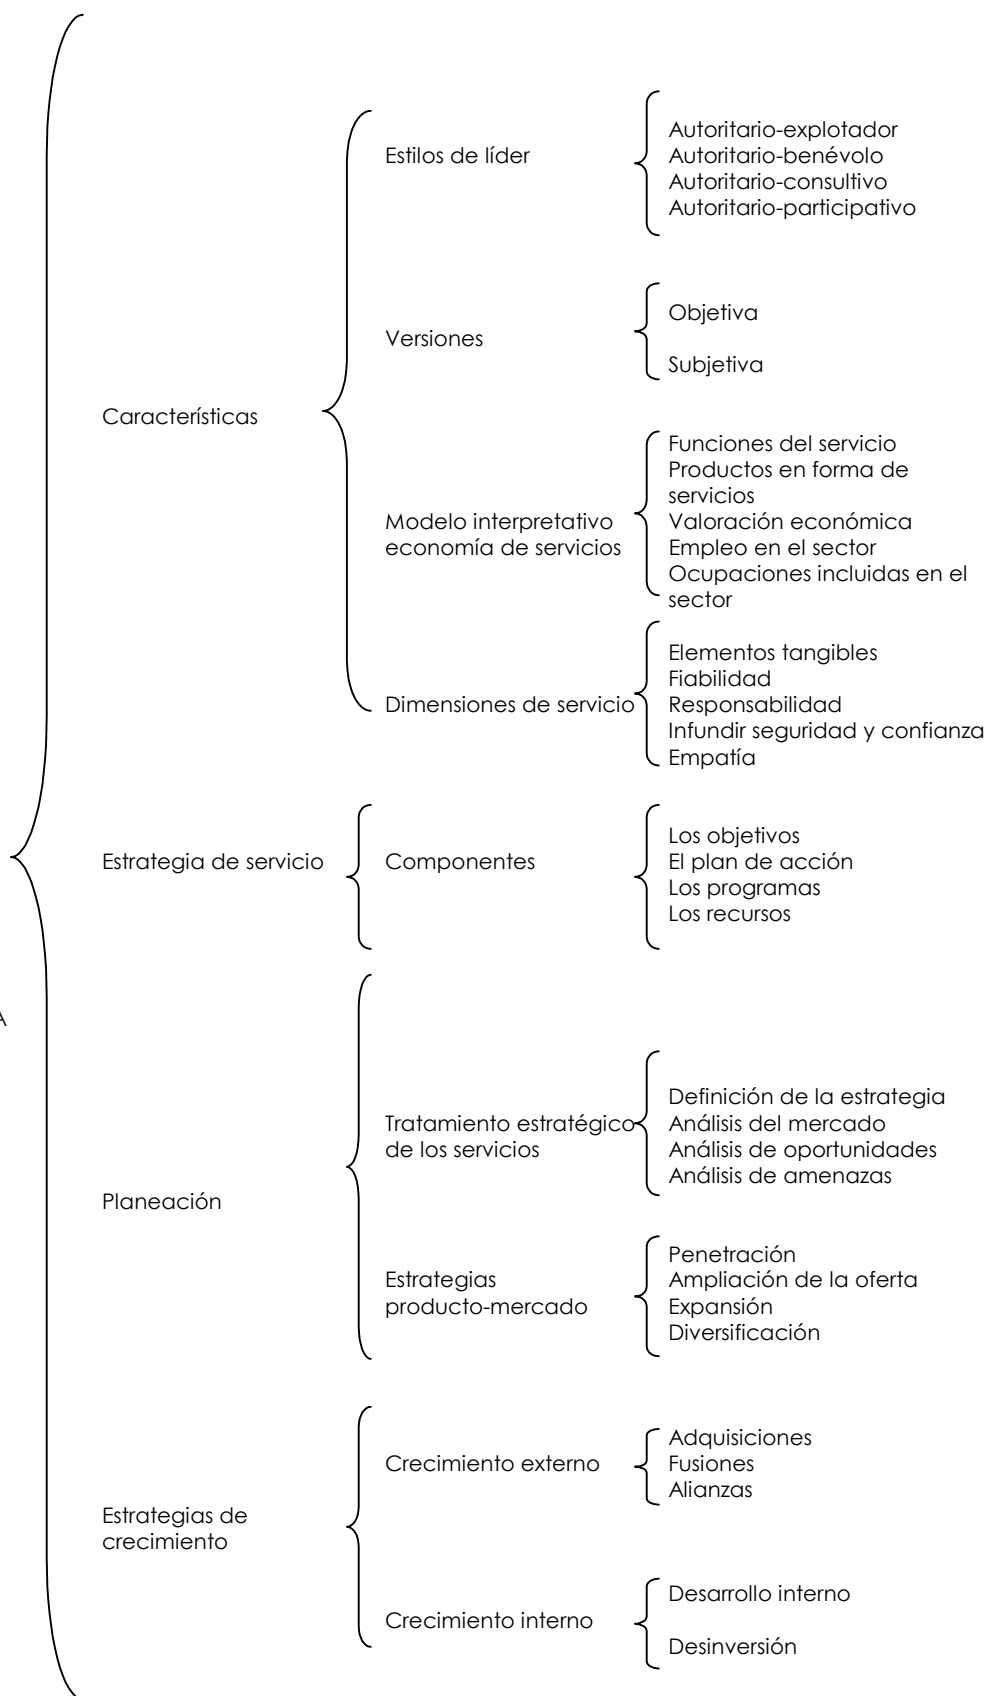 Características
Estilos de líder
Autoritario-explotador
Autoritario-benévolo
Autoritario-consultivo
Autoritario-participativo
Versiones
Objetiva
Subjetiva
Modelo interpretativo
economía de servicios
Funciones del servicio
Productos en forma de
servicios
Valoración económica
Empleo en el sector
Ocupaciones incluidas en el
sector
Dimensiones de servicio
Elementos tangibles
Fiabilidad
Responsabilidad
Infundir seguridad y confianza
Empatía
Estrategia de servicio
Componentes
Los objetivos
El plan de acción
Los programas
Los recursos
Planeación
Tratamiento estratégico
de los servicios
Definición de la estrategia
Análisis del mercado
Análisis de oportunidades
Análisis de amenazas
Estrategias
producto-mercado
Penetración
Ampliación de la oferta
Expansión
Diversificación
Estrategias de
crecimiento
Crecimiento externo
Adquisiciones
Fusiones
Alianzas
Crecimiento interno
Desarrollo interno
Desinversión